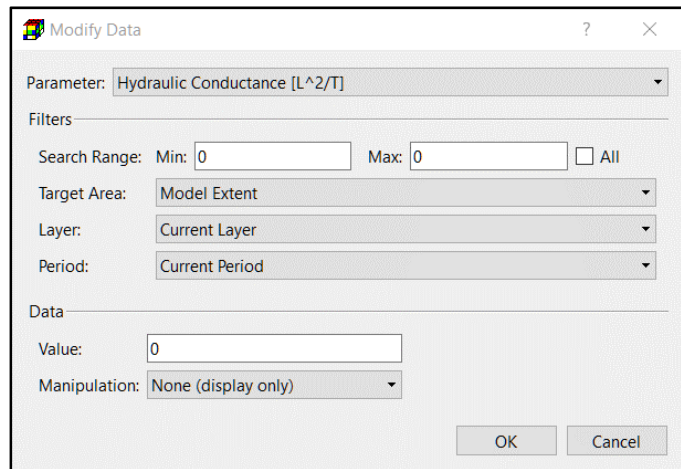 Modify Data
Parameter: Hydraulic Conductance [L^2/T]
Filters
Search Range: Min: 0 Max: 0 All
Target Area: Model Extent
Layer: Current Layer
Period: Current Period
Data
Value: 0
Manipulation: None (display only)
OK Cancel